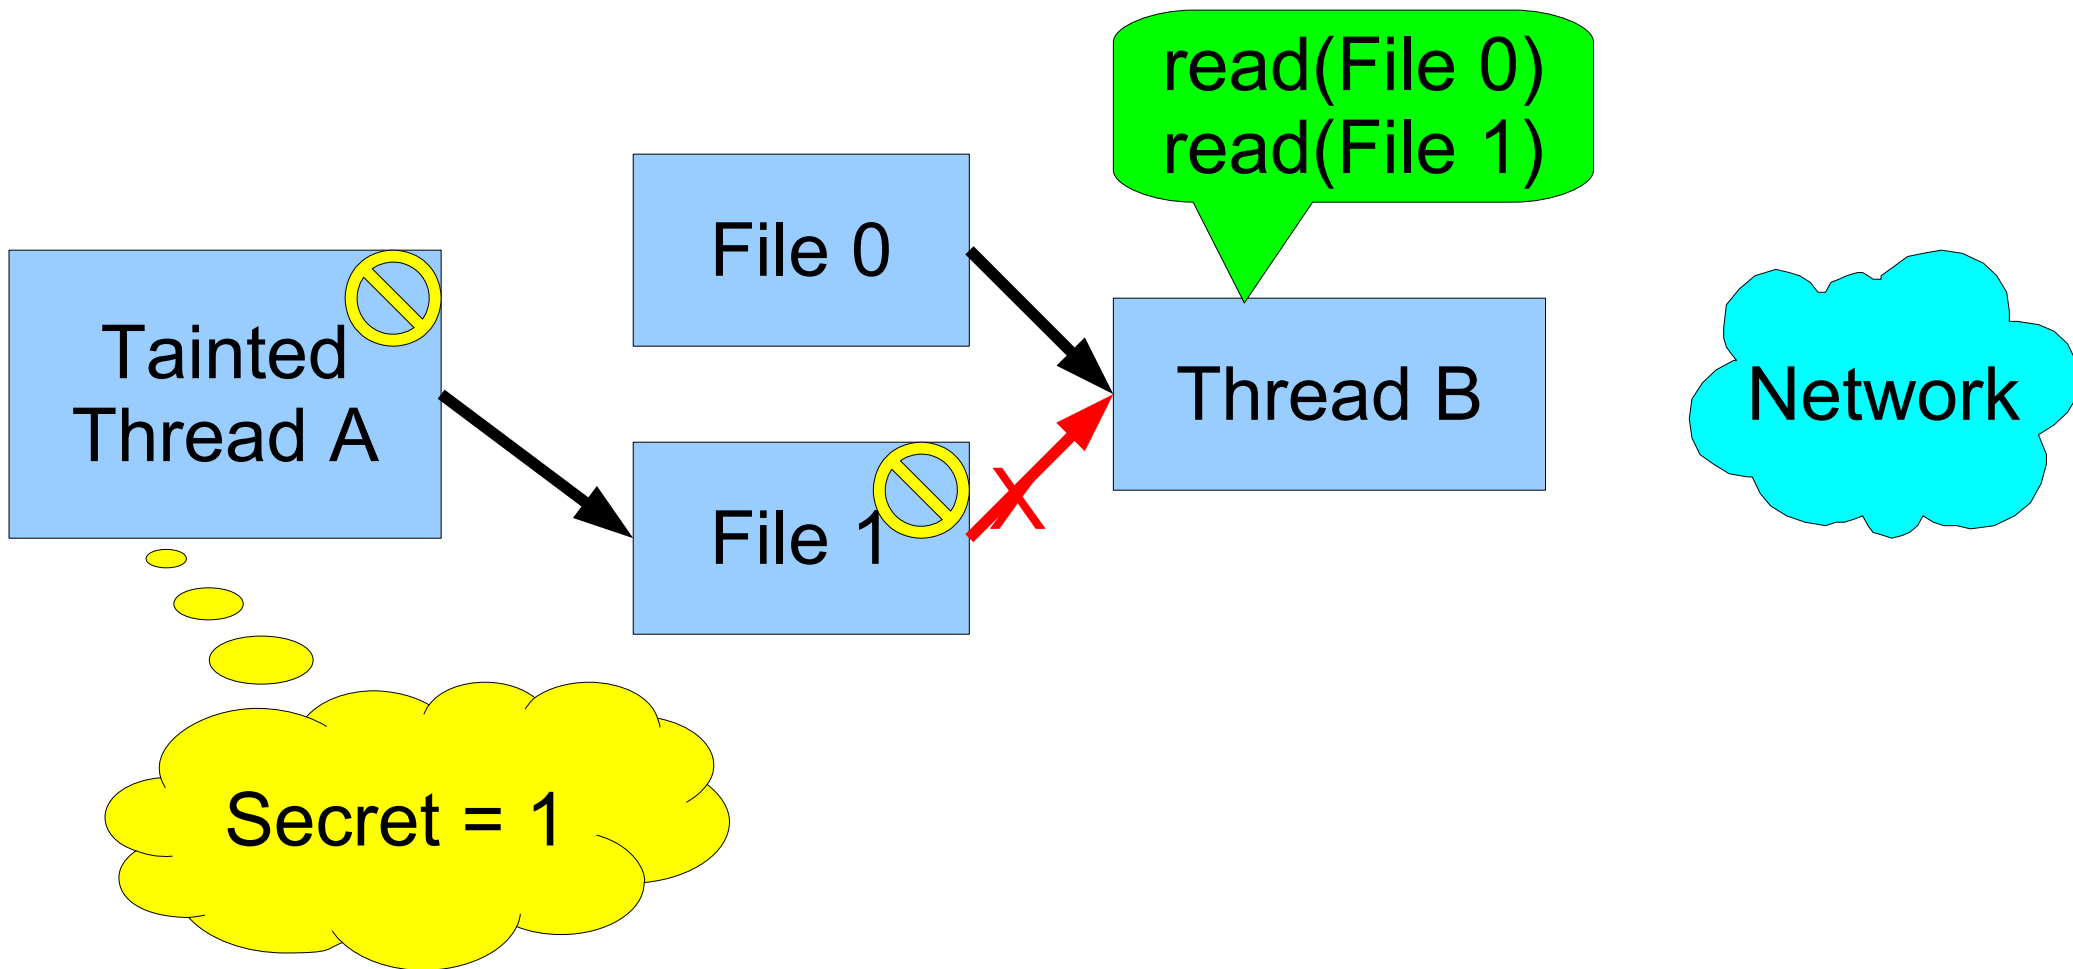 read(File 0)
read(File 1)
File 0
Tainted
Thread A
Thread B
Network
File 1
X
Secret = 1